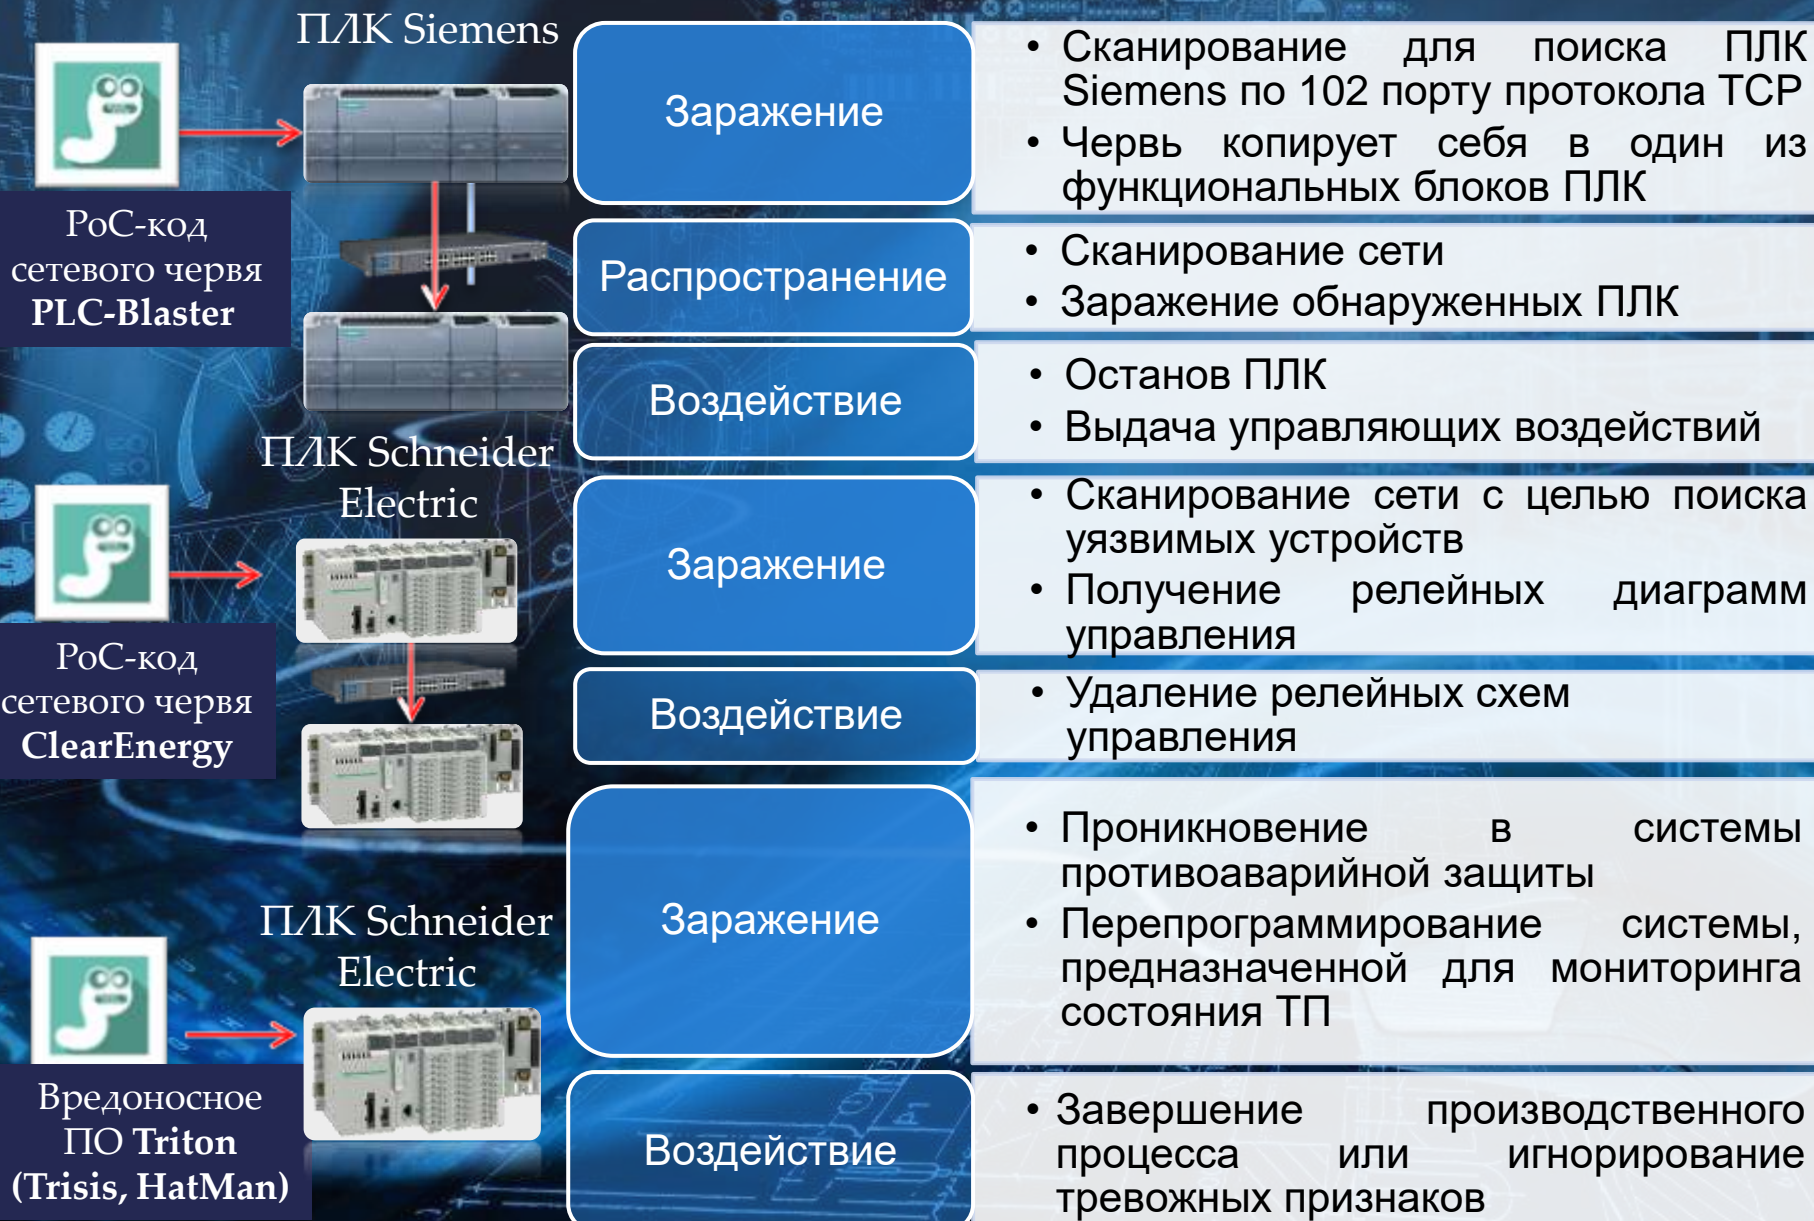 ПЛК Siemens
РоС-код
сетевого червя
PLC-Blaster
Заражение
• Сканирование для поиска ПЛК
Siemens по 102 порту протокола TCP
• Червь копирует себя в один из
функциональных блоков ПЛК
Распространение
• Сканирование сети
• Заражение обнаруженных ПЛК
Воздействие
• Останов ПЛК
• Выдача управляющих воздействий
ПЛК Schneider
Electric
РоС-код
сетевого червя
ClearEnergy
Заражение
• Сканирование сети с целью поиска
уязвимых устройств
• Получение релейных диаграмм
управления
Воздействие
• Удаление релейных схем
управления
ПЛК Schneider
Electric
Вредоносное
ПО Triton
(Trisis, HatMan)
Заражение
• Проникновение в системы
противоаварийной защиты
• Перепрограммирование системы,
предназначенной для мониторинга
состояния ТП
Воздействие
• Завершение производственного
процесса или игнорирование
тревожных признаков